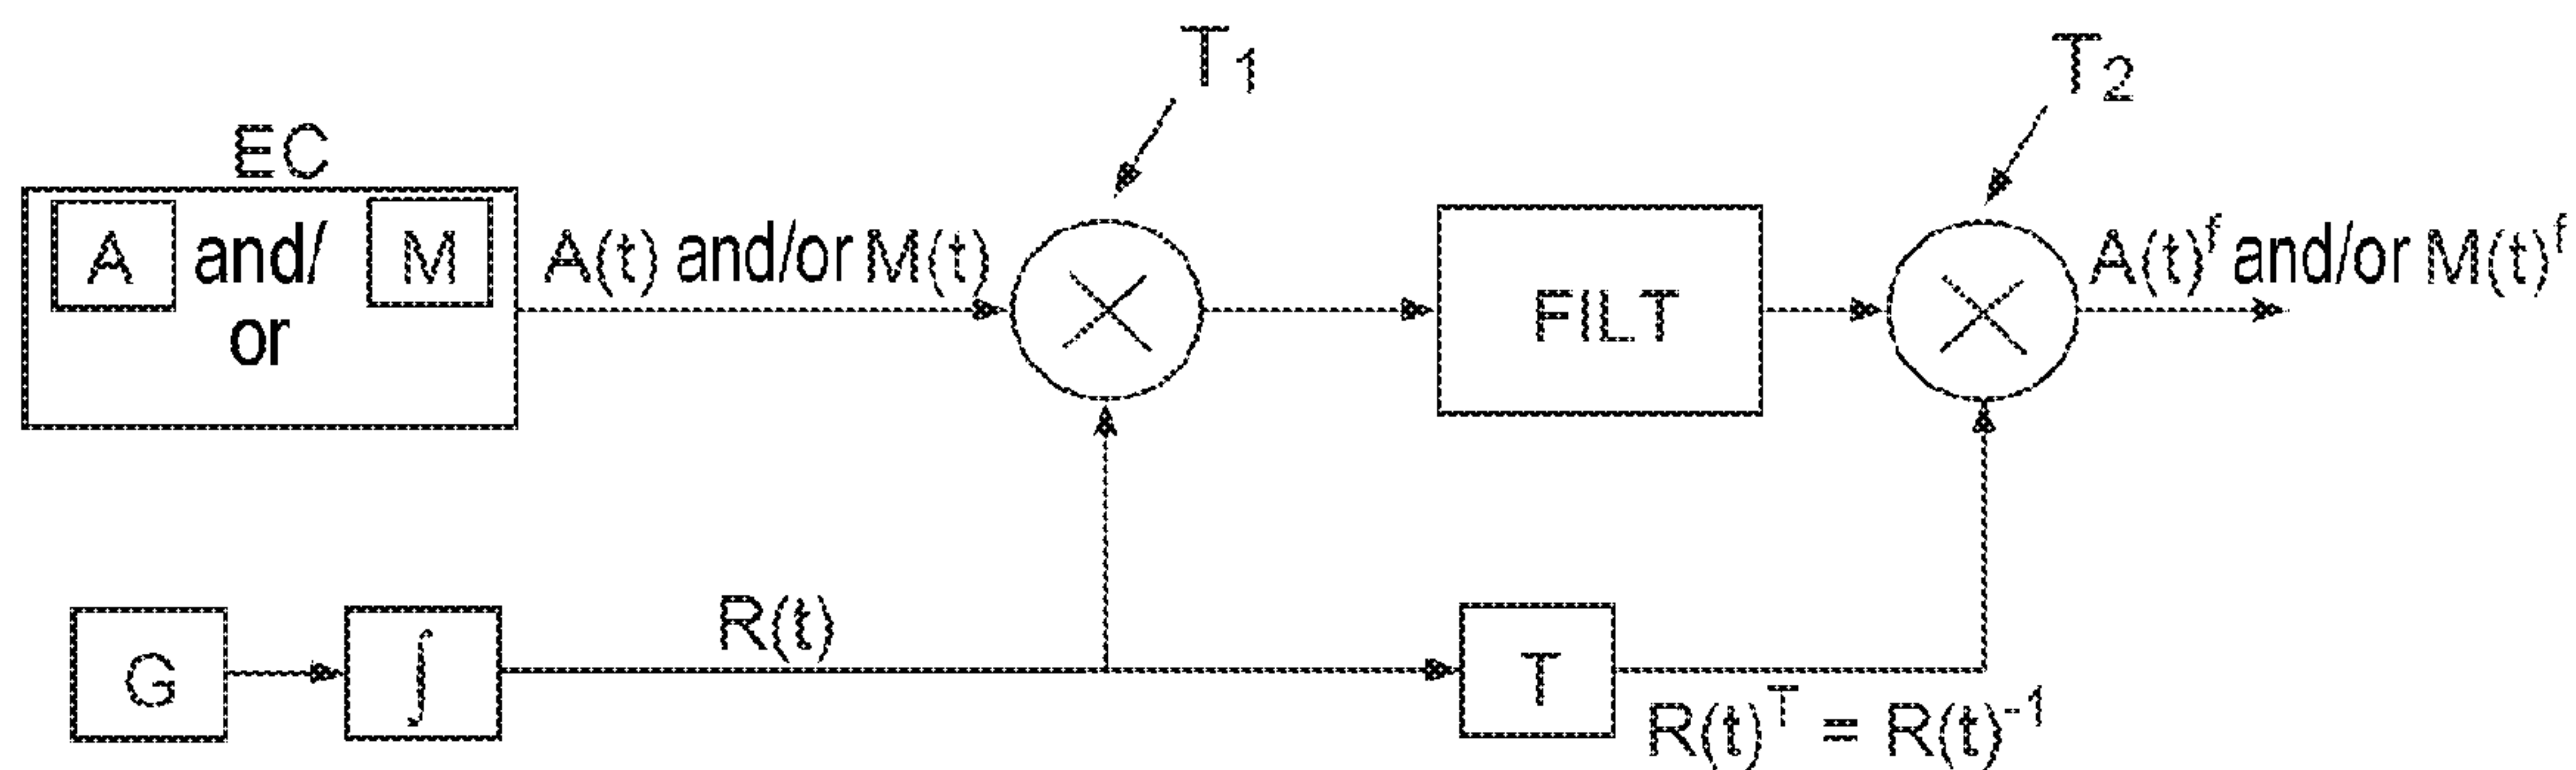 T1
T2
EC
A and/or M
A(t) and/or M(t)
FILT
A(t)^f and/or M(t)^f
G
∫
R(t)
T
R(t)^T = R(t)^-1